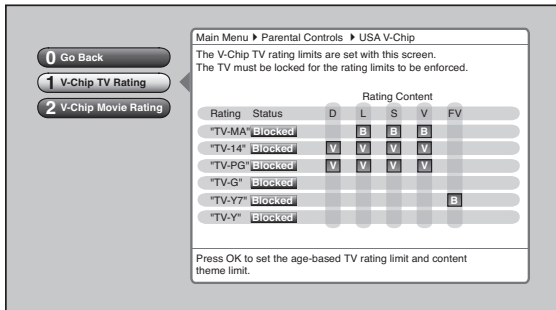 0 Go Back
1 V-Chip TV Rating
2 V-Chip Movie Rating
Main Menu ▶ Parental Controls ▶ USA V-Chip
The V-Chip TV rating limits are set with this screen.
The TV must be locked for the rating limits to be enforced.
Rating Content
Rating Status D L S V FV
"TV-MA" Blocked B B B
"TV-14" Blocked V V V V
"TV-PG" Blocked V V V V
"TV-G" Blocked
"TV-Y7" Blocked B
"TV-Y" Blocked
Press OK to set the age-based TV rating limit and content
theme limit.